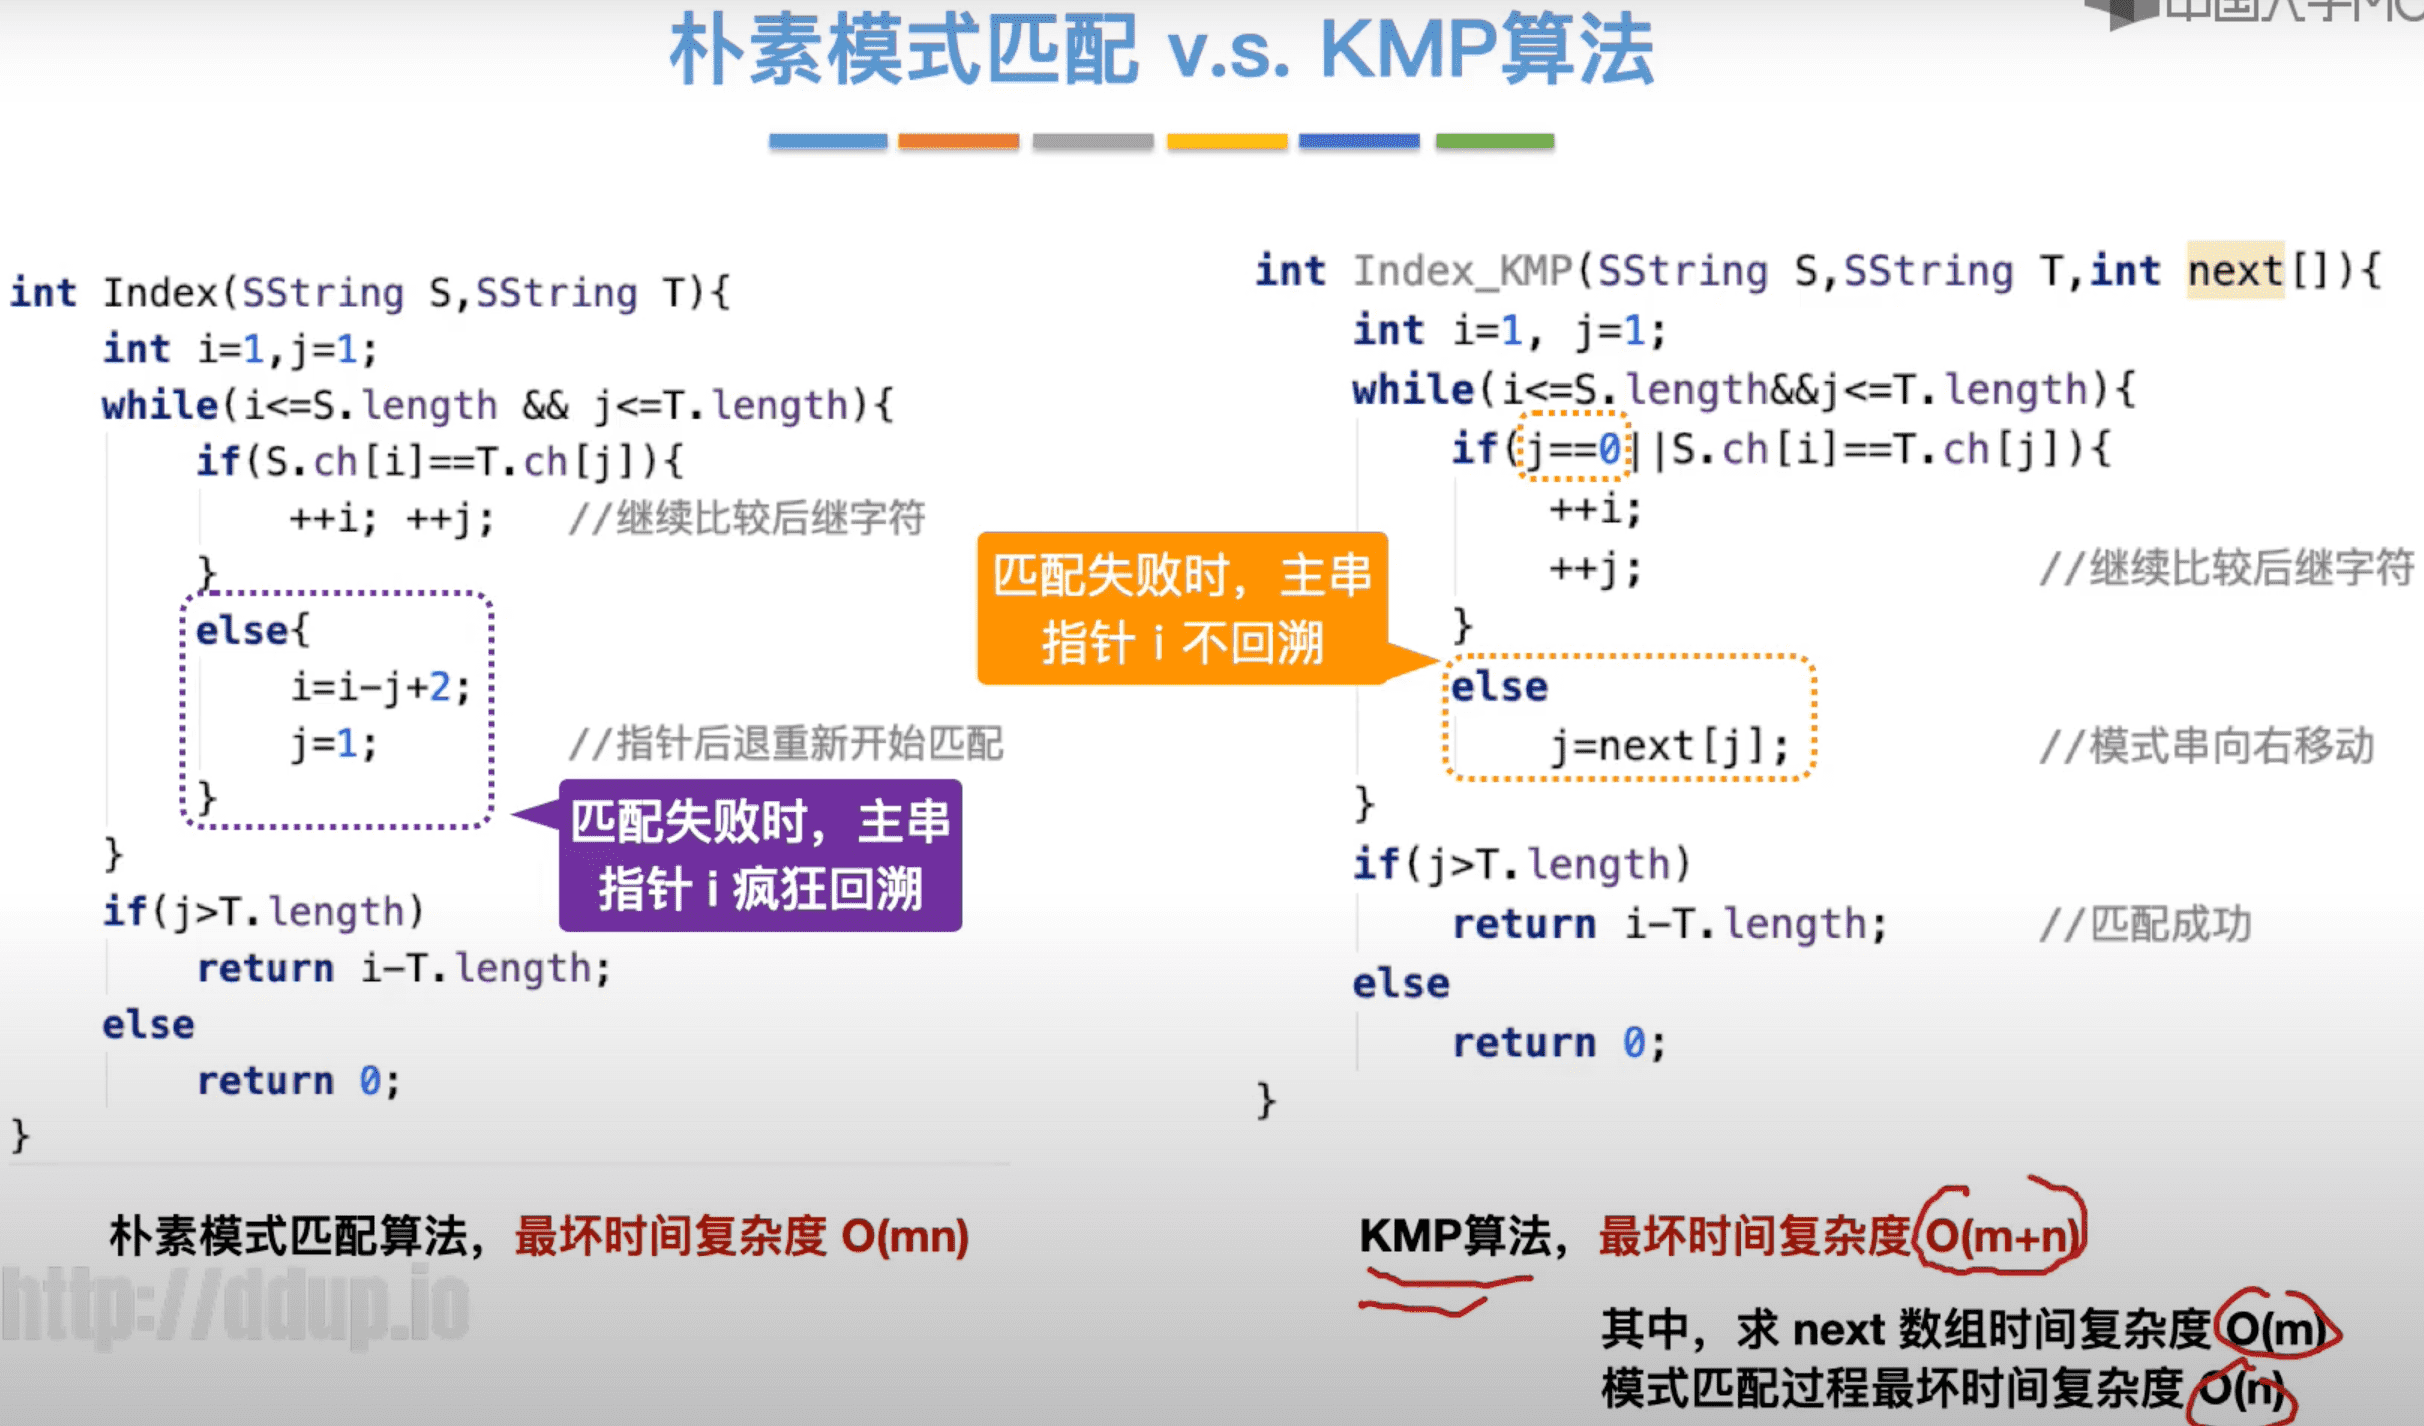 朴素模式匹配 v.s. KMP算法
int Index(SString S,SString T){
int i=1,j=1;
while(i<=S.length && j<=T.length){
if(S.ch[i]==T.ch[j]){
++i; ++j; //继续比较后继字符
}
else{
i=i-j+2;
j=1; //指针后退重新开始匹配
}
}
if(j>T.length)
return i-T.length;
else
return 0;
}
匹配失败时，主串
指针 i 疯狂回溯
朴素模式匹配算法，最坏时间复杂度 O(mn)
http://ddup.io
int Index_KMP(SString S,SString T,int next[]){
int i=1, j=1;
while(i<=S.length&&j<=T.length){
if(j==0||S.ch[i]==T.ch[j]){
++i;
++j; //继续比较后继字符
}
else
j=next[j]; //模式串向右移动
}
if(j>T.length)
return i-T.length; //匹配成功
else
return 0;
}
匹配失败时，主串
指针 i 不回溯
KMP算法，最坏时间复杂度 O(m+n)
其中，求 next 数组时间复杂度 O(m)
模式匹配过程最坏时间复杂度 O(n)